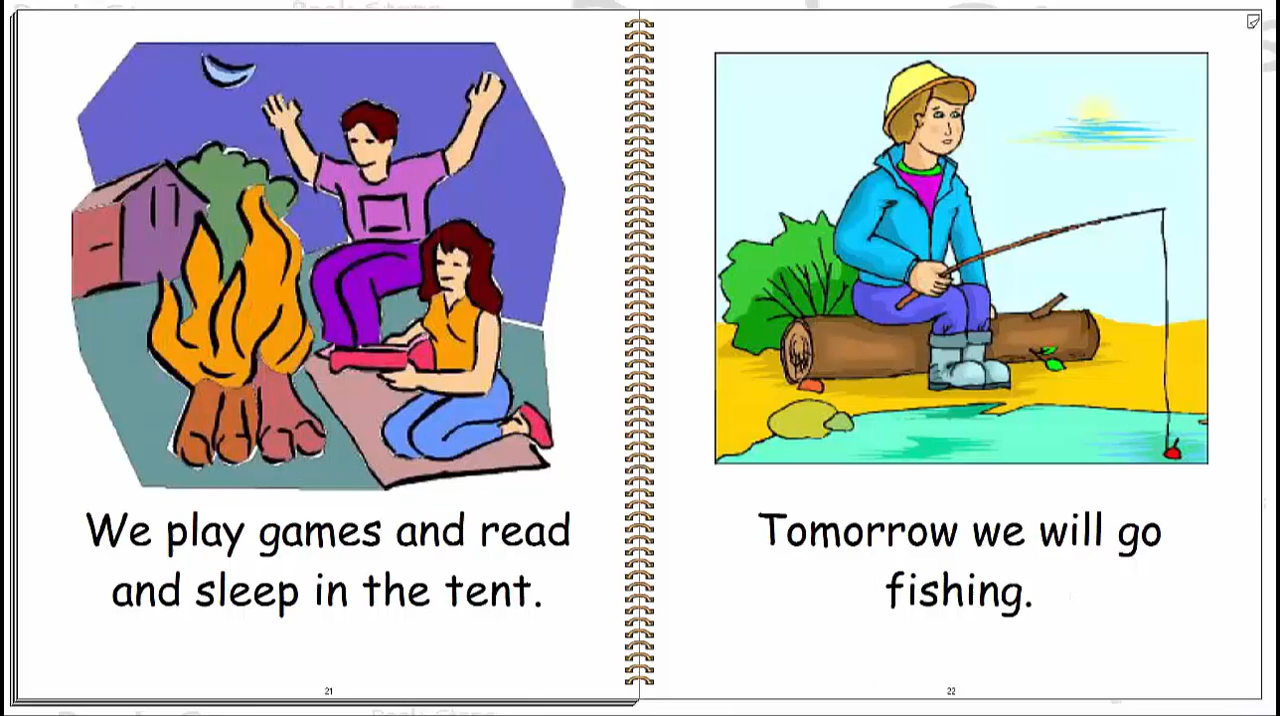 We play games and read
and sleep in the tent.
21
Tomorrow we will go
fishing.
22